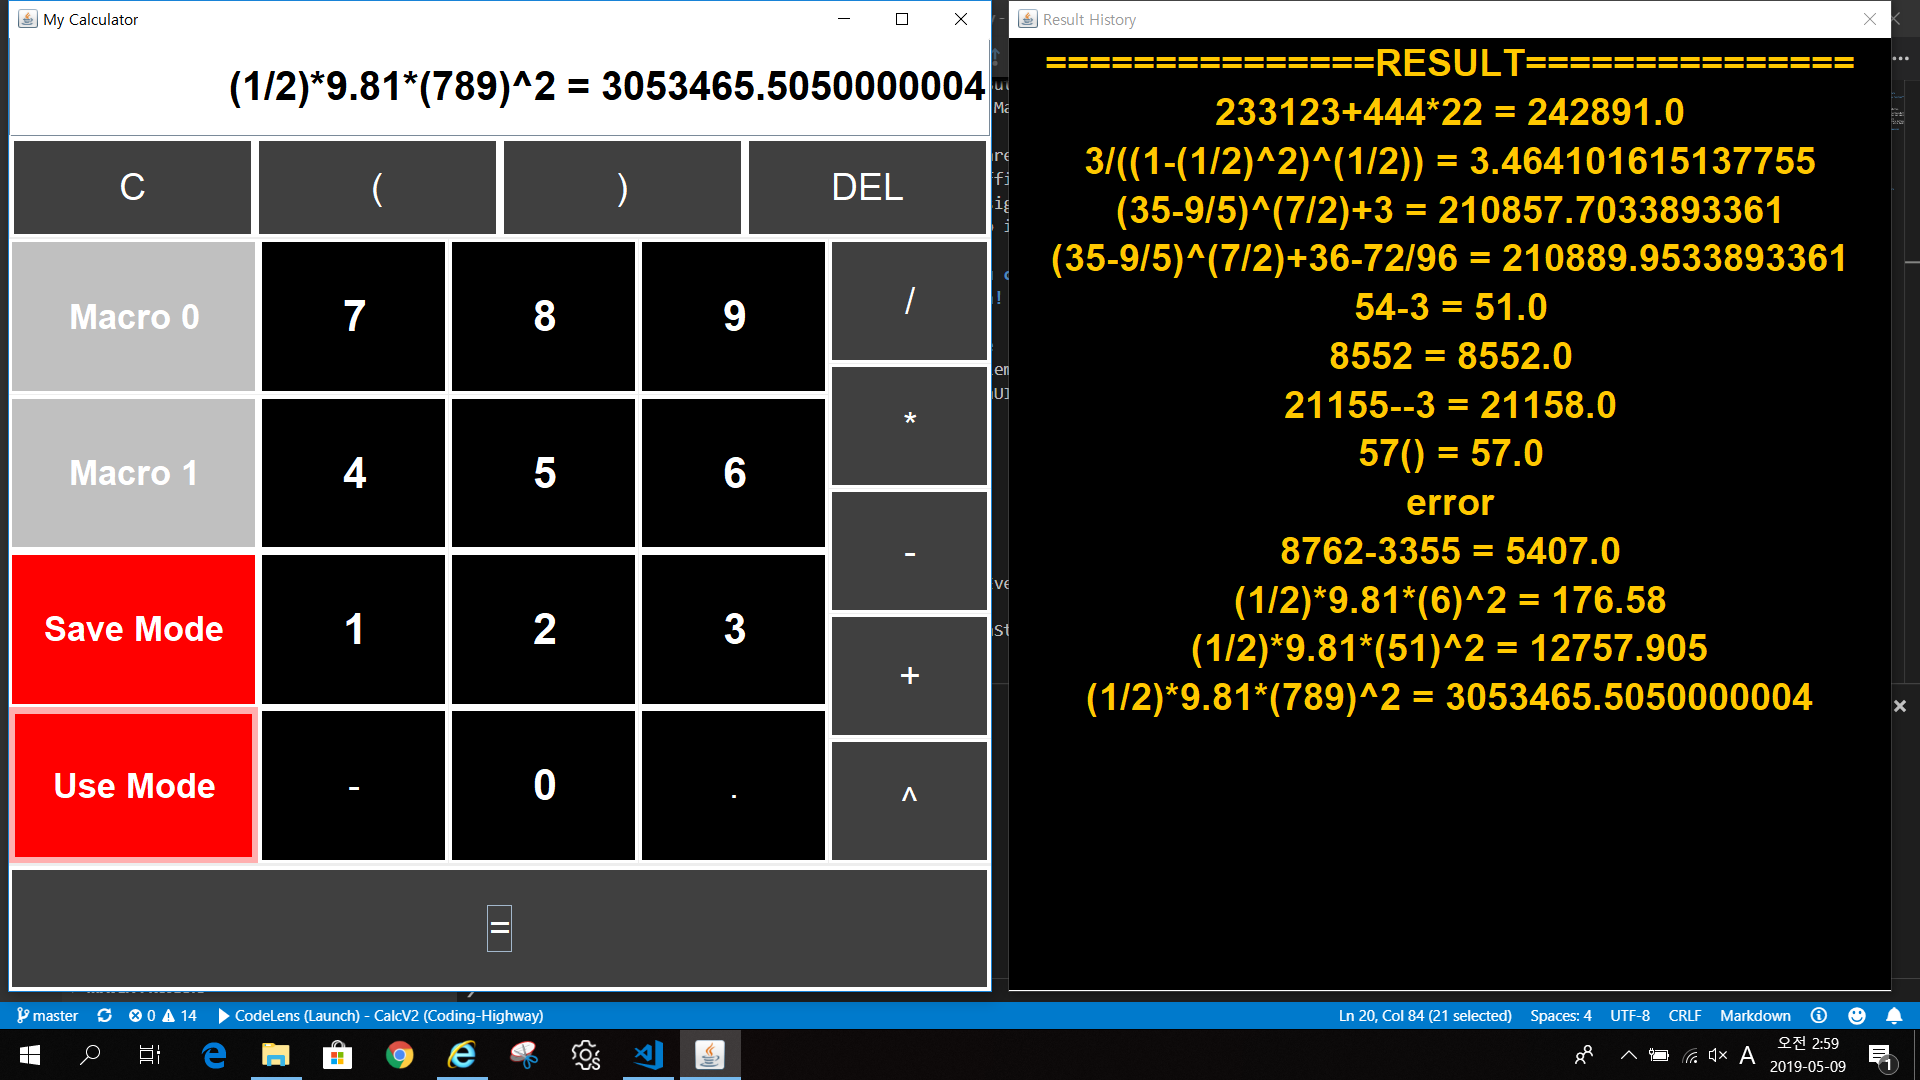 My Calculator
(1/2)*9.81*(789)^2 = 3053465.5050000004
C ( ) DEL
Macro 0 7 8 9 /
Macro 1 4 5 6 *
-
Save Mode 1 2 3 +
Use Mode - 0 . ^
=
Result History
===============RESULT===============
233123+444*22 = 242891.0
3/((1-(1/2)^2)^(1/2)) = 3.464101615137755
(35-9/5)^(7/2)+3 = 210857.7033893361
(35-9/5)^(7/2)+36-72/96 = 210889.9533893361
54-3 = 51.0
8552 = 8552.0
21155--3 = 21158.0
57() = 57.0
error
8762-3355 = 5407.0
(1/2)*9.81*(6)^2 = 176.58
(1/2)*9.81*(51)^2 = 12757.905
(1/2)*9.81*(789)^2 = 3053465.5050000004
master 0 14 CodeLens (Launch) - CalcV2 (Coding-Highway) Ln 20, Col 84 (21 selected) Spaces: 4 UTF-8 CRLF Markdown
A 오전 2:59
2019-05-09
1